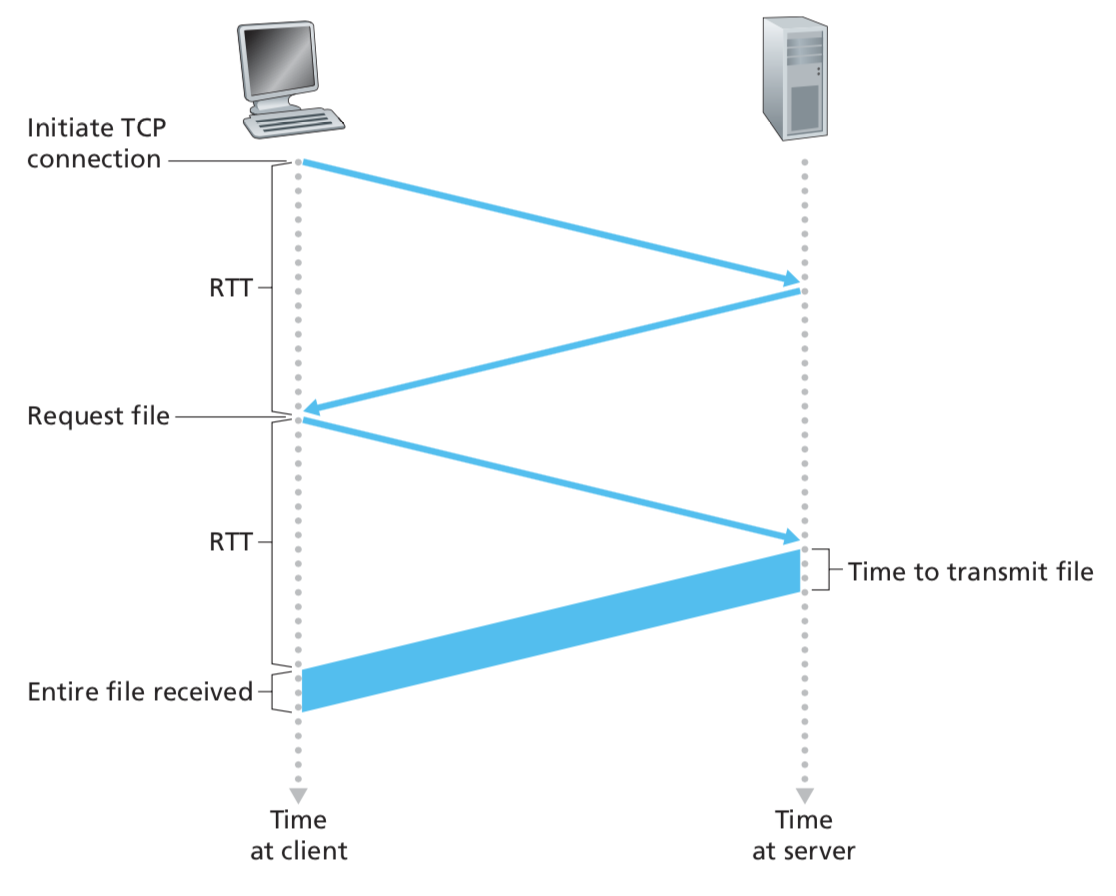 Initiate TCP
connection
RTT
Request file
RTT
Time to transmit file
Entire file received
Time
at client
Time
at server